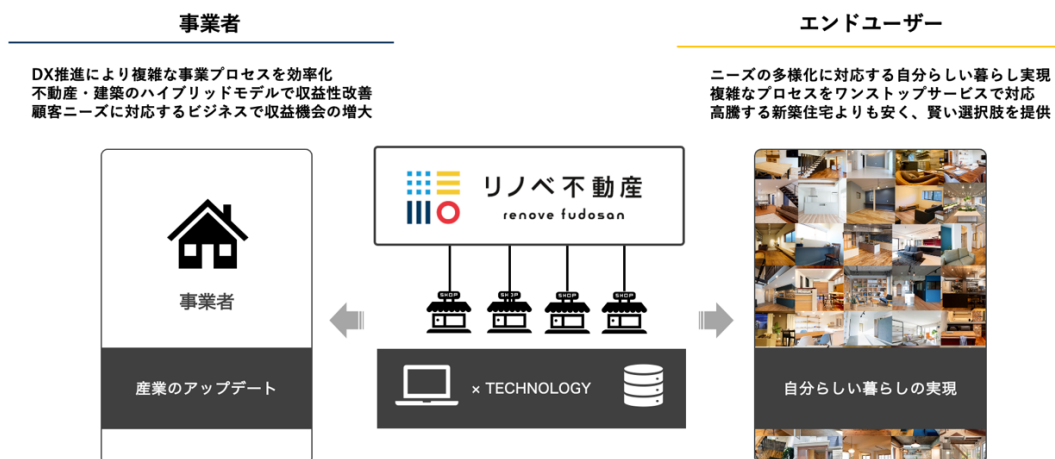 事業者
エンドユーザー
DX推進により複雑な事業プロセスを効率化
不動産・建築のハイブリッドモデルで収益性改善
顧客ニーズに対応するビジネスで収益機会の増大
ニーズの多様化に対応する自分らしい暮らし実現
複雑なプロセスをワンストップサービスで対応
高騰する新築住宅よりも安く、賢い選択肢を提供
リノベ不動産
renove fudosan
事業者
SHOP
SHOP
SHOP
SHOP
産業のアップデート
× TECHNOLOGY
自分らしい暮らしの実現